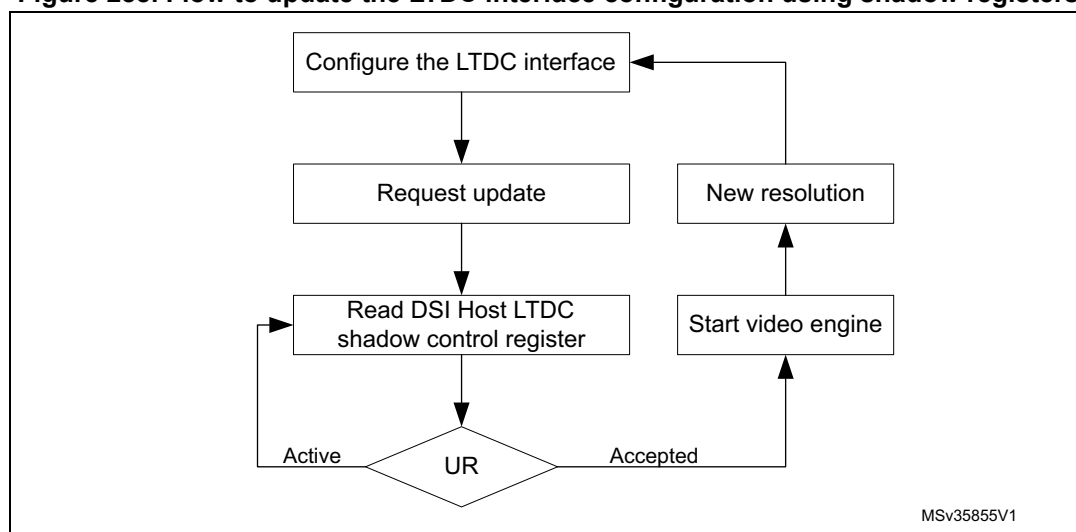 Figure 263. Flow to update the LTDC interface configuration using shadow registers
Configure the LTDC interface
Request update
New resolution
Read DSI Host LTDC
shadow control register
Start video engine
Active
UR
Accepted
MSv35855V1